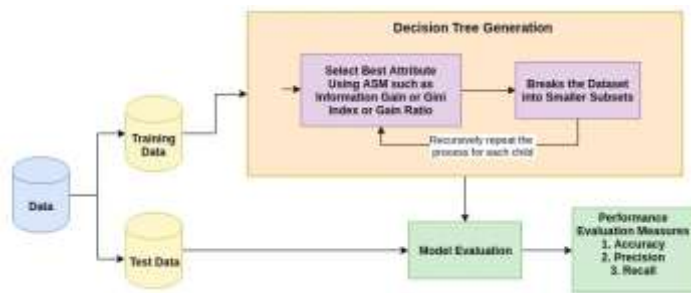 Decision Tree Generation
Select Best Attribute
Using ASM such as
Information Gain or Gini
Index or Gain Ratio
Breaks the Dataset
into Smaller Subsets
Recursively repeat the
process for each child
Training
Data
Data
Test Data
Model Evaluation
Performance
Evaluation Measures
1. Accuracy
2. Precision
3. Recall